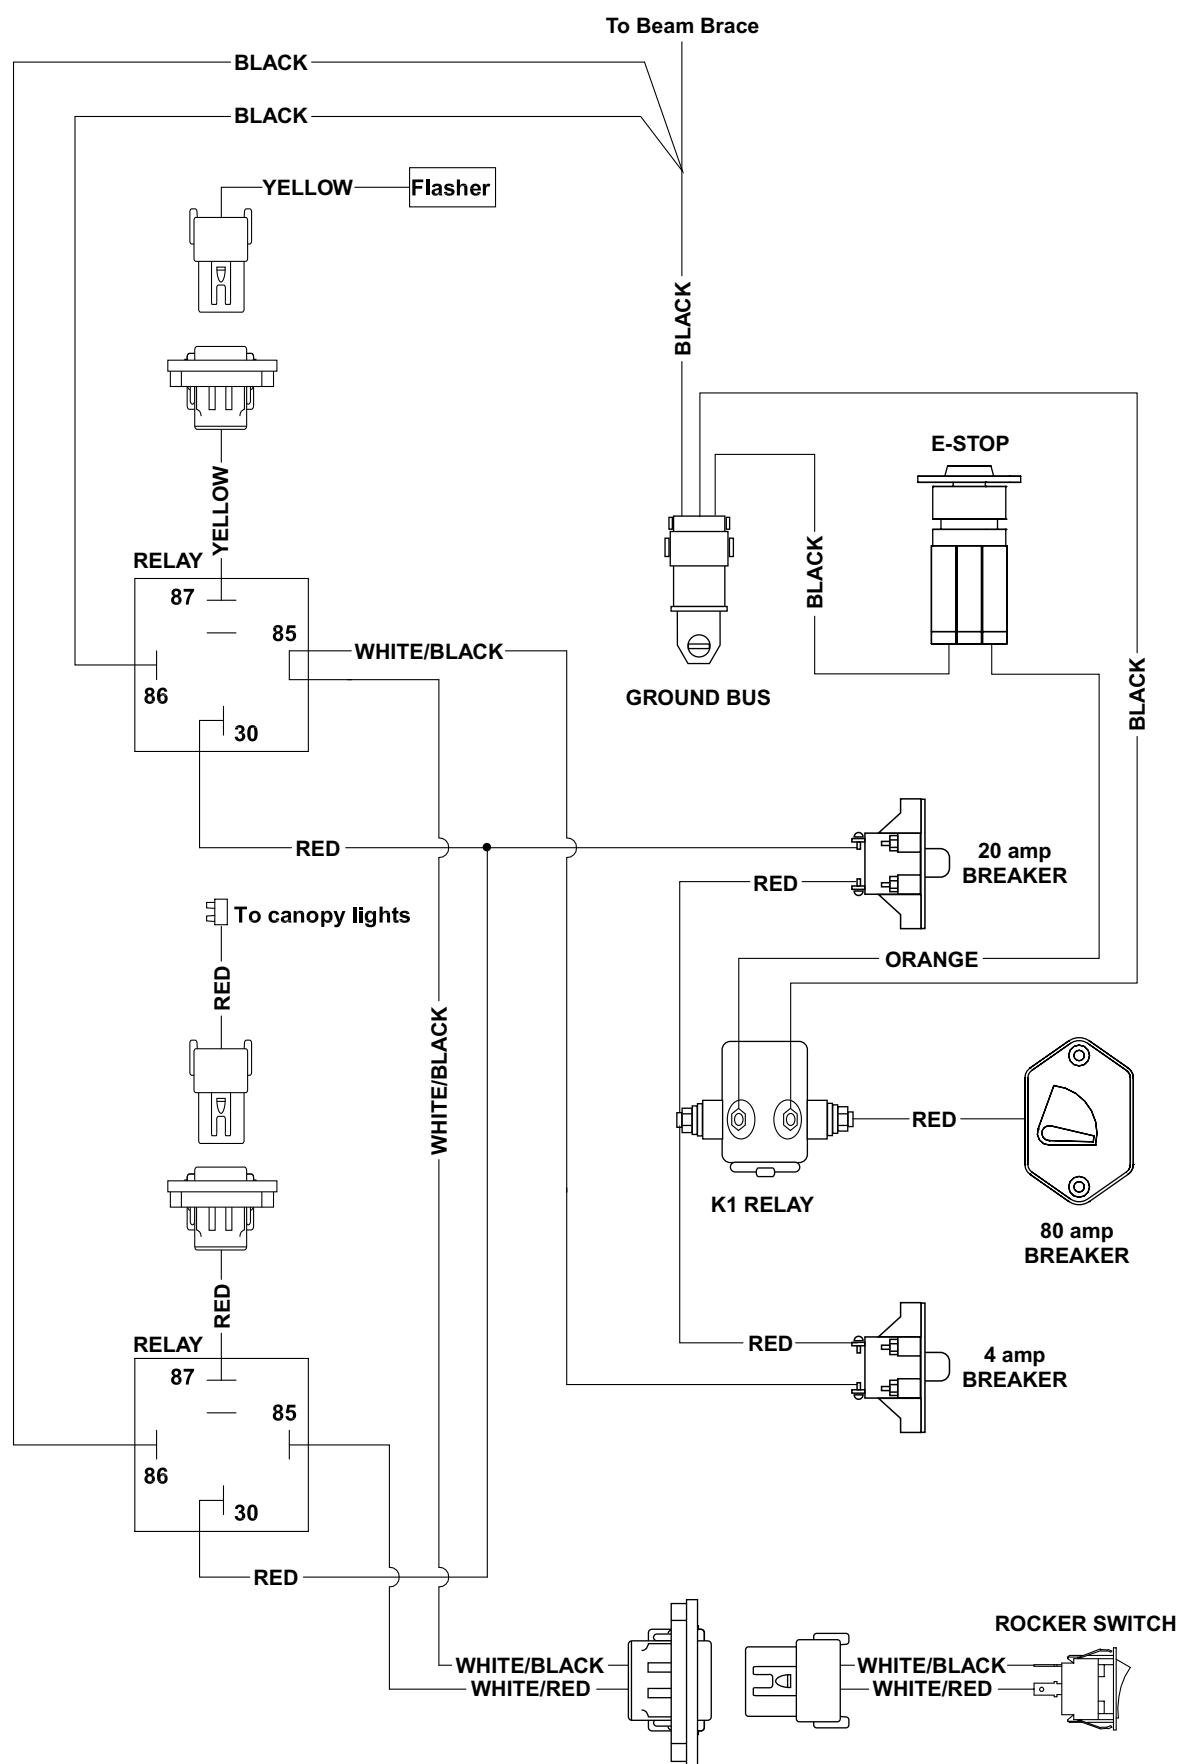 To Beam Brace
BLACK
BLACK
YELLOW
Flasher
BLACK
E-STOP
YELLOW
BLACK
RELAY
87
85
WHITE/BLACK
86
30
GROUND BUS
BLACK
RED
20 amp
BREAKER
RED
To canopy lights
ORANGE
RED
WHITE/BLACK
RED
K1 RELAY
80 amp
BREAKER
RED
RELAY
RED
4 amp
BREAKER
87
85
86
30
RED
ROCKER SWITCH
WHITE/BLACK
WHITE/RED
WHITE/BLACK
WHITE/RED